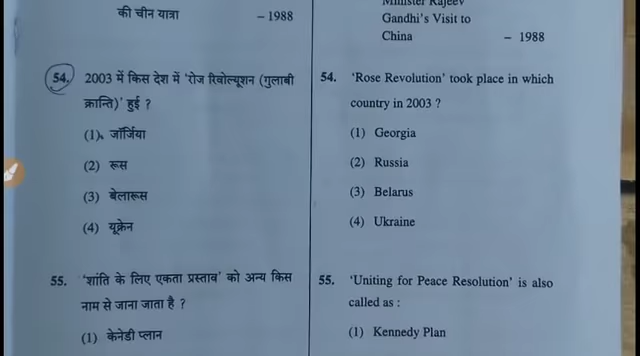 की चीन यात्रा – 1988
54. 2003 में किस देश में 'रोज रिवोल्यूशन (गुलाबी
क्रान्ति)' हुई ?
(1) जॉर्जिया
(2) रूस
(3) बेलारूस
(4) यूक्रेन
55. 'शांति के लिए एकता प्रस्ताव' को अन्य किस
नाम से जाना जाता है ?
(1) केनेडी प्लान
Minister Rajeev
Gandhi's Visit to
China – 1988
54. 'Rose Revolution' took place in which
country in 2003 ?
(1) Georgia
(2) Russia
(3) Belarus
(4) Ukraine
55. 'Uniting for Peace Resolution' is also
called as :
(1) Kennedy Plan